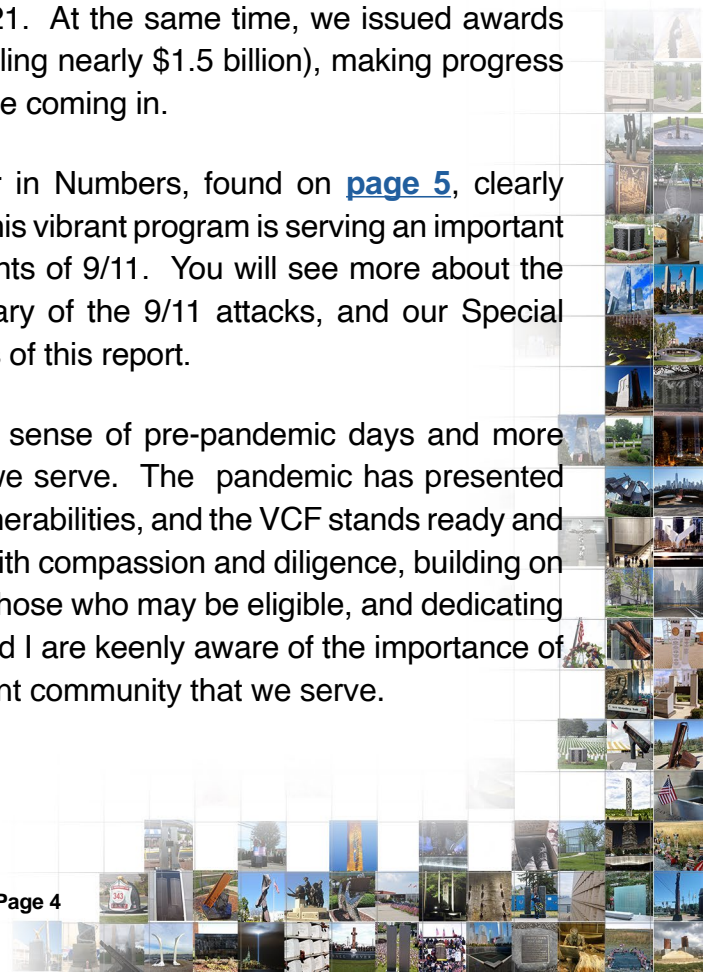 21. At the same time, we issued awards
ling nearly $1.5 billion), making progress
e coming in.
r in Numbers, found on page 5, clearly
his vibrant program is serving an important
nts of 9/11. You will see more about the
ary of the 9/11 attacks, and our Special
s of this report.
sense of pre-pandemic days and more
we serve. The pandemic has presented
nerabilities, and the VCF stands ready and
ith compassion and diligence, building on
hose who may be eligible, and dedicating
d I are keenly aware of the importance of
nt community that we serve.
Page 4
343